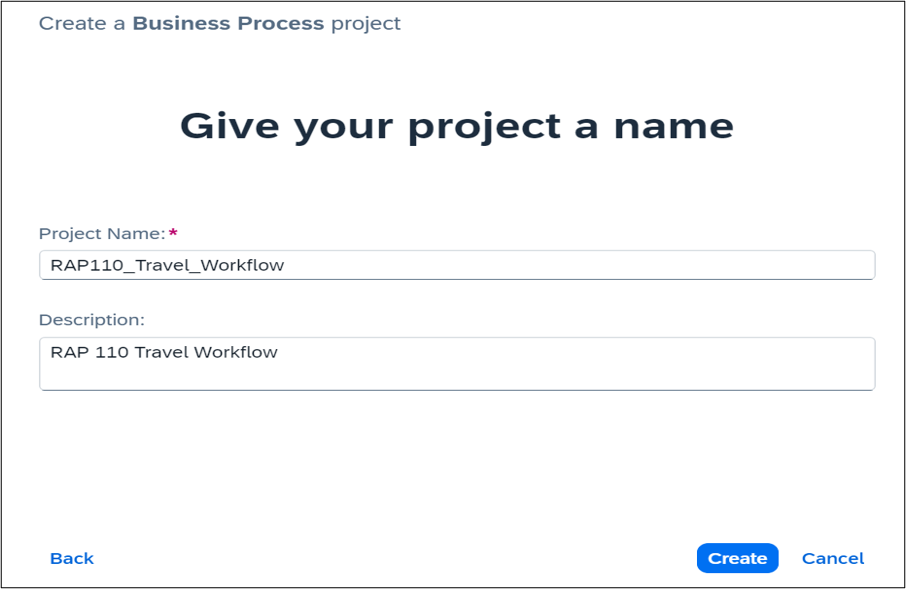 Create a Business Process project
Give your project a name
Project Name:*
RAP110_Travel_Workflow
Description:
RAP 110 Travel Workflow
Back
Create
Cancel